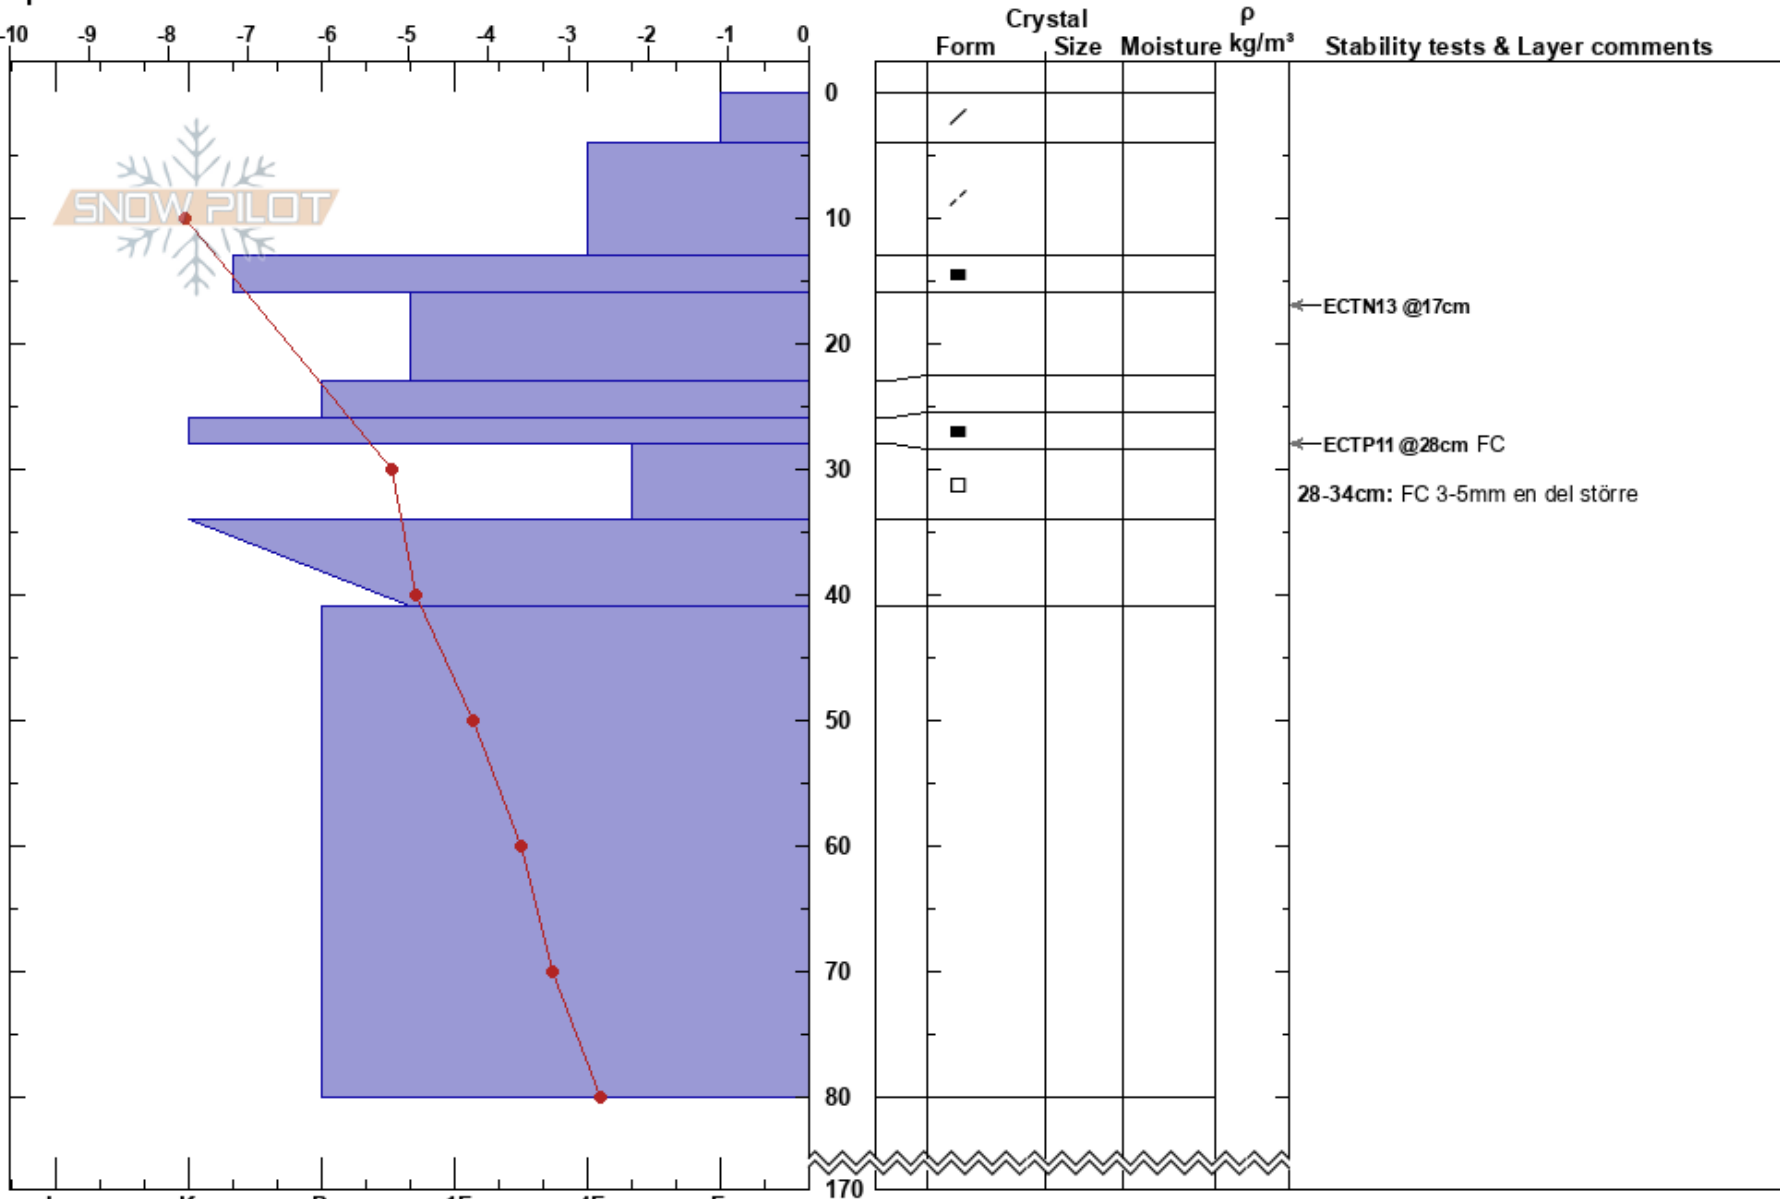 Crystal ρ
-10 -9 -8 -7 -6 -5 -4 -3 -2 -1 0 Form Size Moisture kg/m³ Stability tests & Layer comments
0
SNOW PILOT
10
ECTN13 @17cm
20
ECTP11 @28cm FC
30
28-34cm: FC 3-5mm en del större
40
50
60
70
80
170